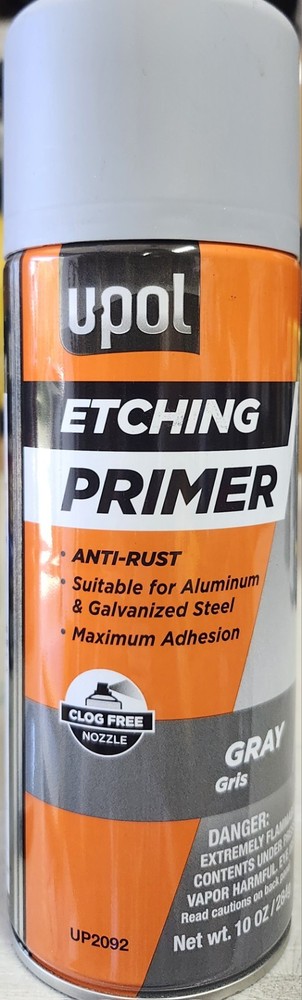 upol
ETCHING
PRIMER
• ANTI-RUST
• Suitable for Aluminum
& Galvanized Steel
• Maximum Adhesion
CLOG FREE
NOZZLE
GRAY
Gris
DANGER:
EXTREMELY
CONTENTS UNDER
VAPOR HARMFUL.
Read cautions on back
Net wt. 10 OZ /
UP2092